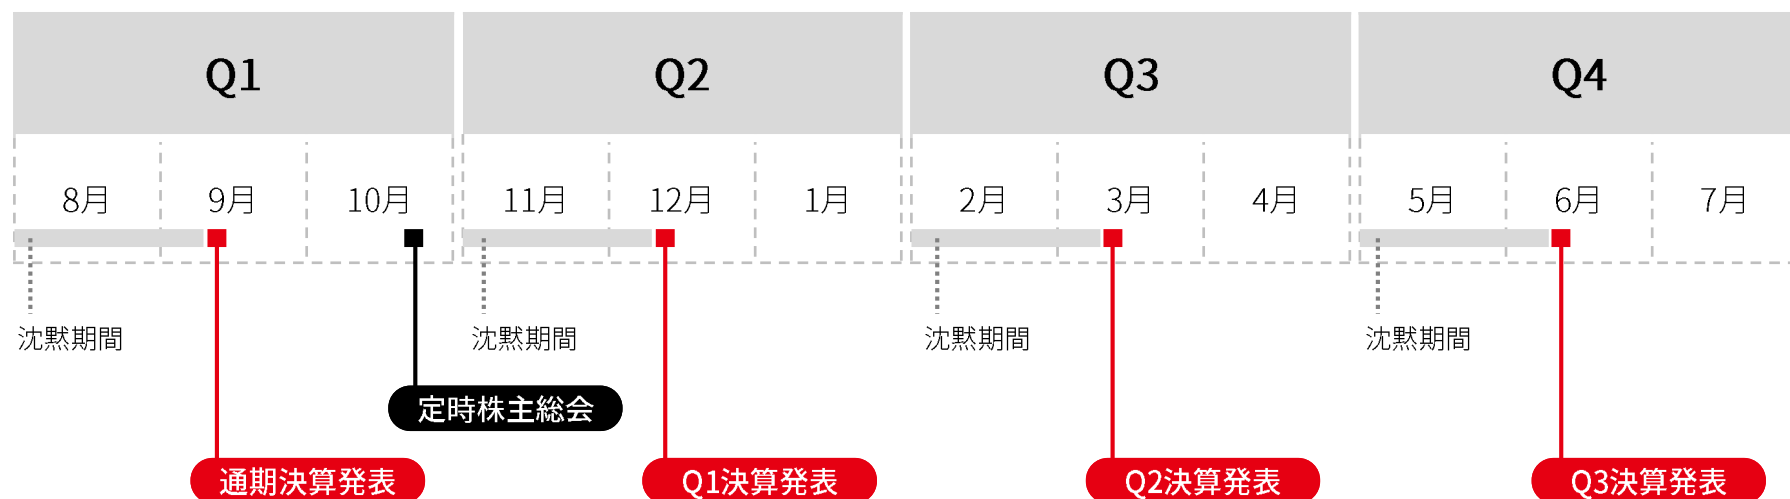 Q1 Q2 Q3 Q4
8月 9月 10月 11月 12月 1月 2月 3月 4月 5月 6月 7月
沈黙期間 沈黙期間 沈黙期間 沈黙期間
定時株主総会
通期決算発表 Q1決算発表 Q2決算発表 Q3決算発表